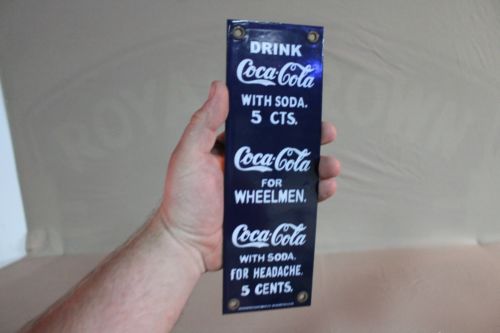 DRINK
Coca-Cola
WITH SODA.
5 CTS.
Coca-Cola
FOR
WHEELMEN.
Coca-Cola
WITH SODA.
FOR HEADACHE.
5 CENTS.